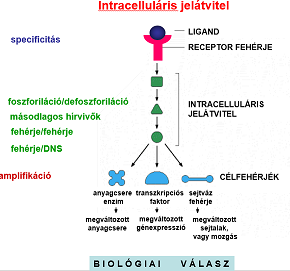 Intracelluláris jelátvitel
specificitás
LIGAND
RECEPTOR FEHÉRJE
foszforiláció/defoszforiláció
másodlagos hírvivők
fehérje/fehérje
fehérje/DNS
INTRACELLULÁRIS
JELÁTVITEL
amplifikáció
CÉLFEHÉRJÉK
anyagcsere
enzim
transzkripciós
faktor
sejtváz
fehérje
megváltozott
anyagcsere
megváltozott
génexpresszió
megváltozott
sejtalak,
vagy mozgás
BIOLÓGIAI VÁLASZ